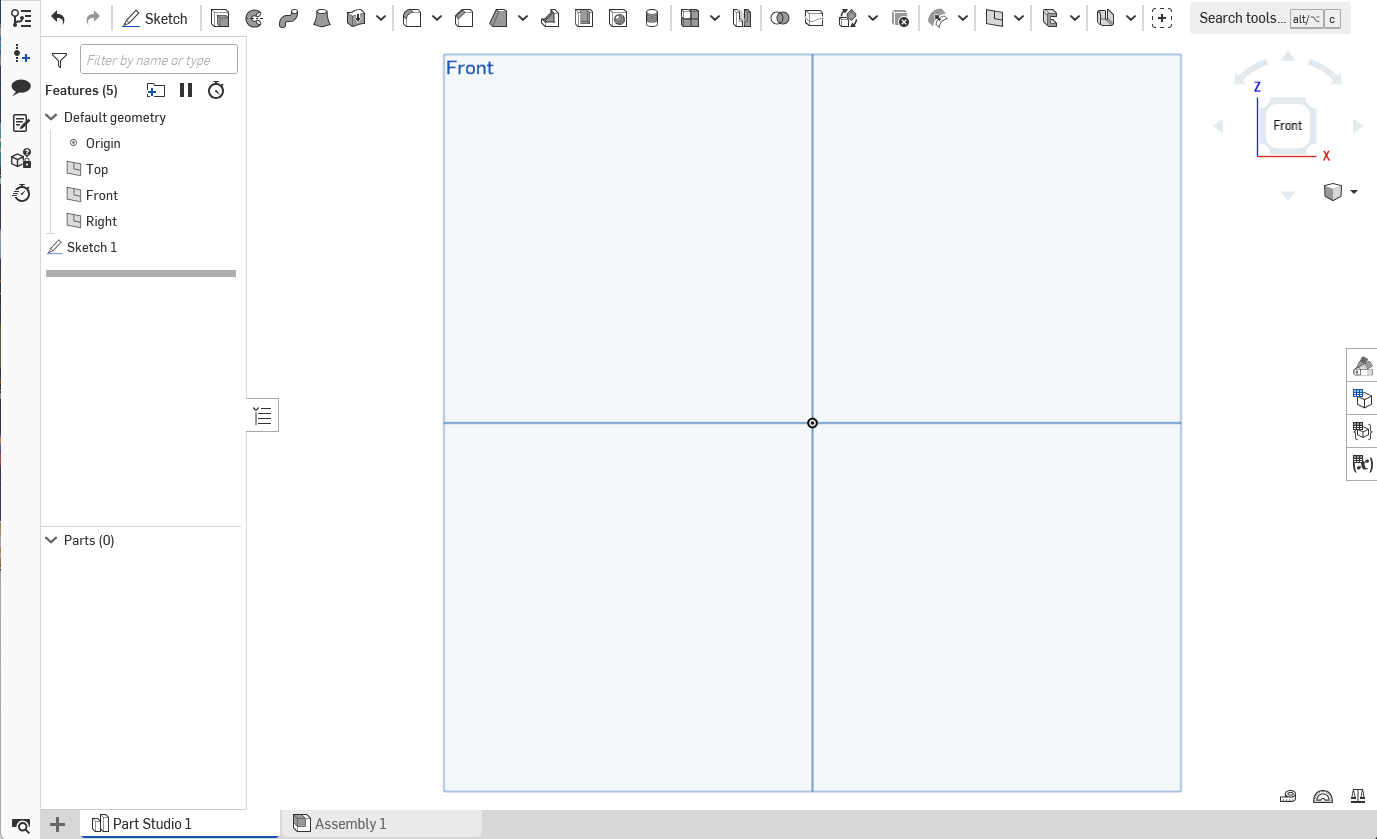 Sketch
Search tools... alt/⌥ c
Filter by name or type
Features (5)
Default geometry
Origin
Top
Front
Right
Sketch 1
Parts (0)
Front
Z
Front
X
(x)
Part Studio 1
Assembly 1